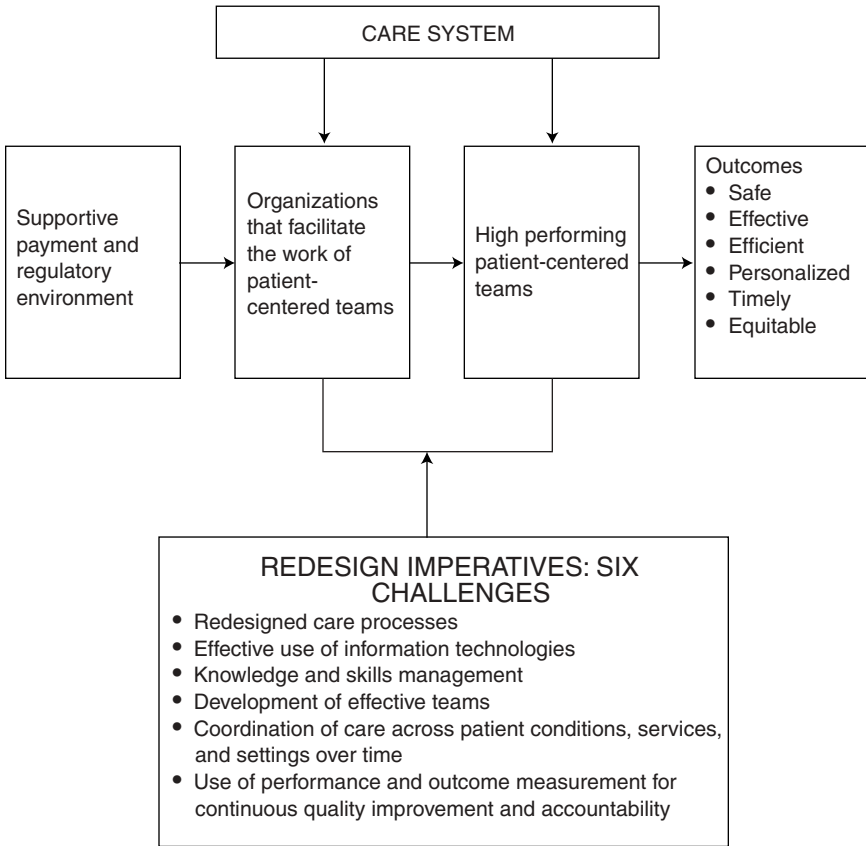 CARE SYSTEM
Supportive
payment and
regulatory
environment
Organizations
that facilitate
the work of
patient-
centered teams
High performing
patient-centered
teams
Outcomes
• Safe
• Effective
• Efficient
• Personalized
• Timely
• Equitable
REDESIGN IMPERATIVES: SIX
CHALLENGES
• Redesigned care processes
• Effective use of information technologies
• Knowledge and skills management
• Development of effective teams
• Coordination of care across patient conditions, services,
and settings over time
• Use of performance and outcome measurement for
continuous quality improvement and accountability